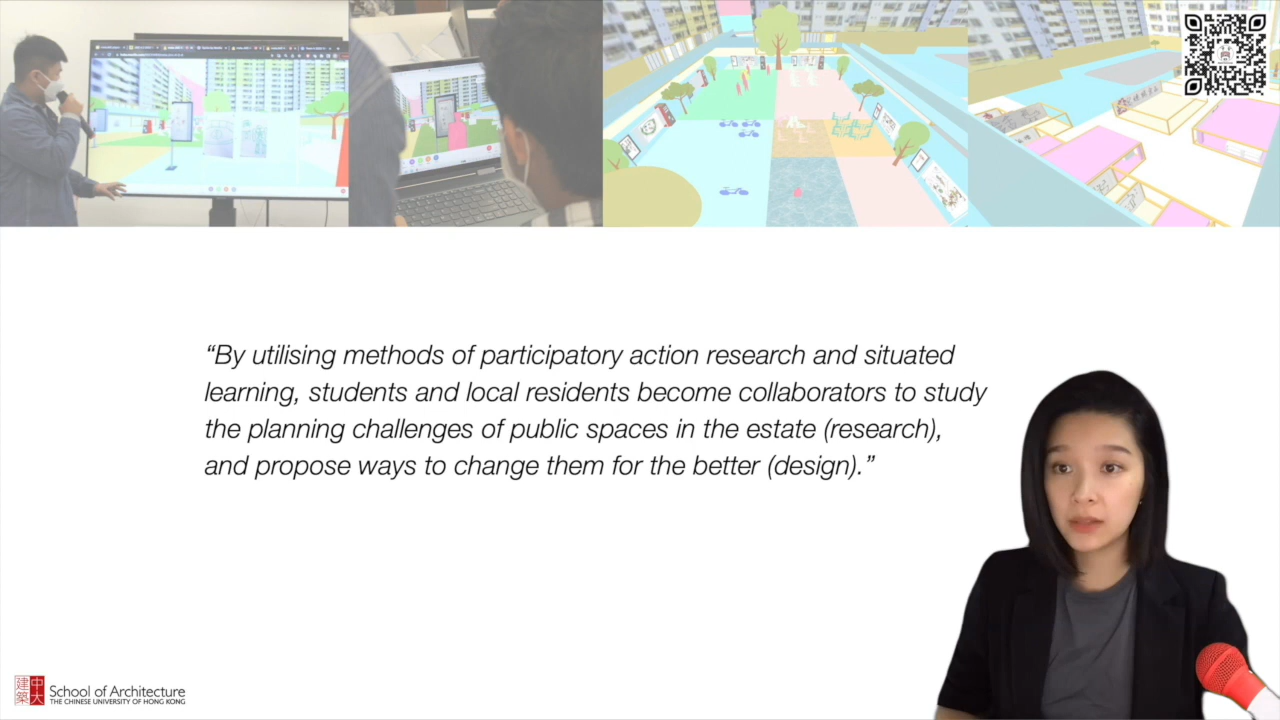 “By utilising methods of participatory action research and situated
learning, students and local residents become collaborators to study
the planning challenges of public spaces in the estate (research),
and propose ways to change them for the better (design).”
中大
建築
School of Architecture
THE CHINESE UNIVERSITY OF HONG KONG